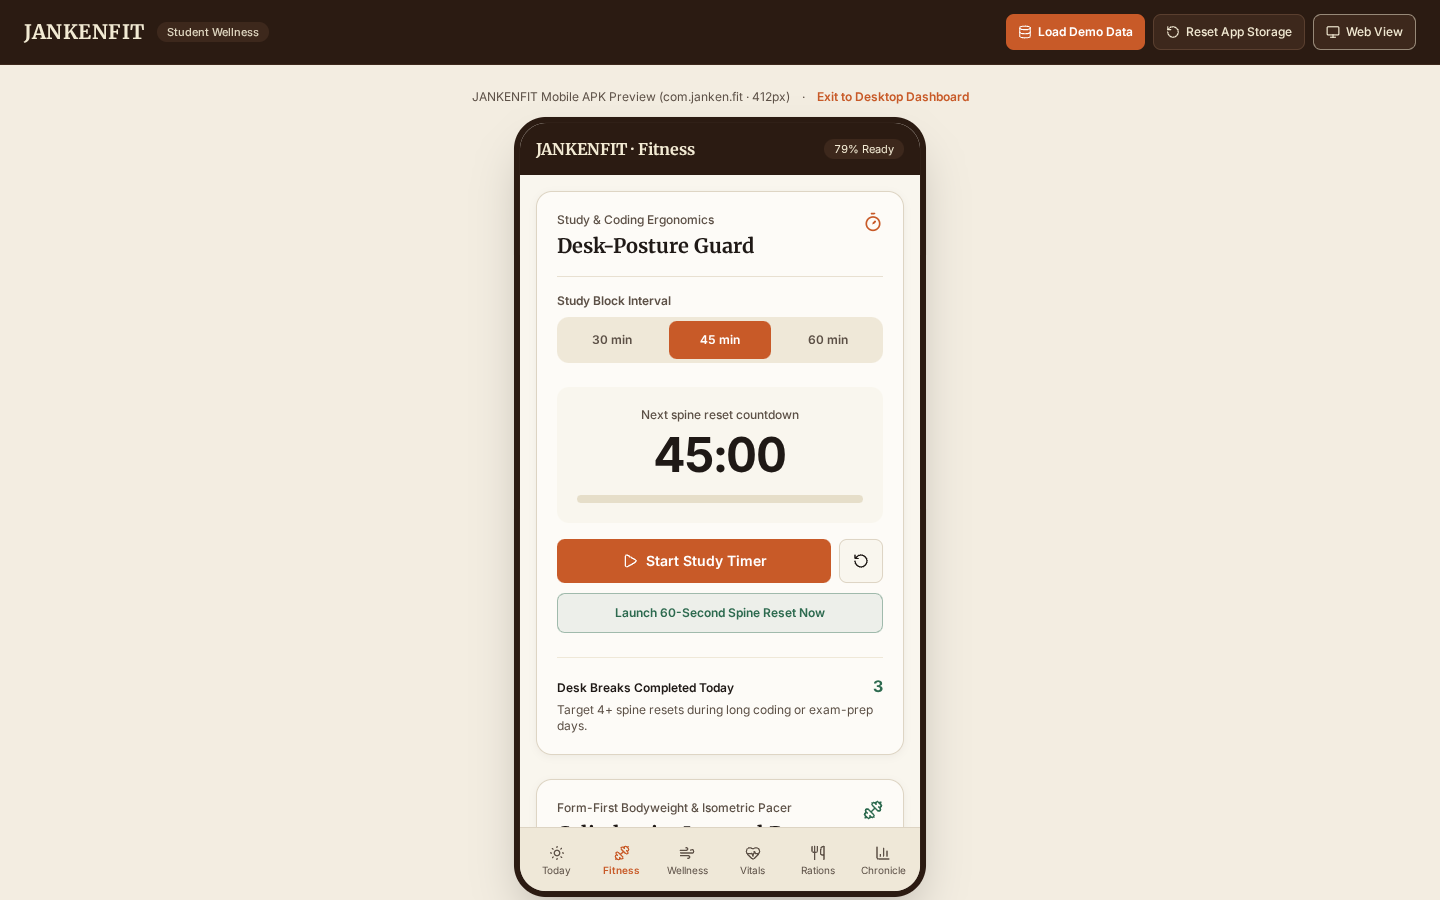 JANKENFIT
Student Wellness
Load Demo Data
Reset App Storage
Web View
JANKENFIT Mobile APK Preview (com.janken.fit · 412px) · Exit to Desktop Dashboard
JANKENFIT · Fitness
79% Ready
Study & Coding Ergonomics
Desk-Posture Guard
Study Block Interval
30 min
45 min
60 min
Next spine reset countdown
45:00
Start Study Timer
Launch 60-Second Spine Reset Now
Desk Breaks Completed Today
3
Target 4+ spine resets during long coding or exam-prep
days.
Form-First Bodyweight & Isometric Pacer
Today
Fitness
Wellness
Vitals
Rations
Chronicle